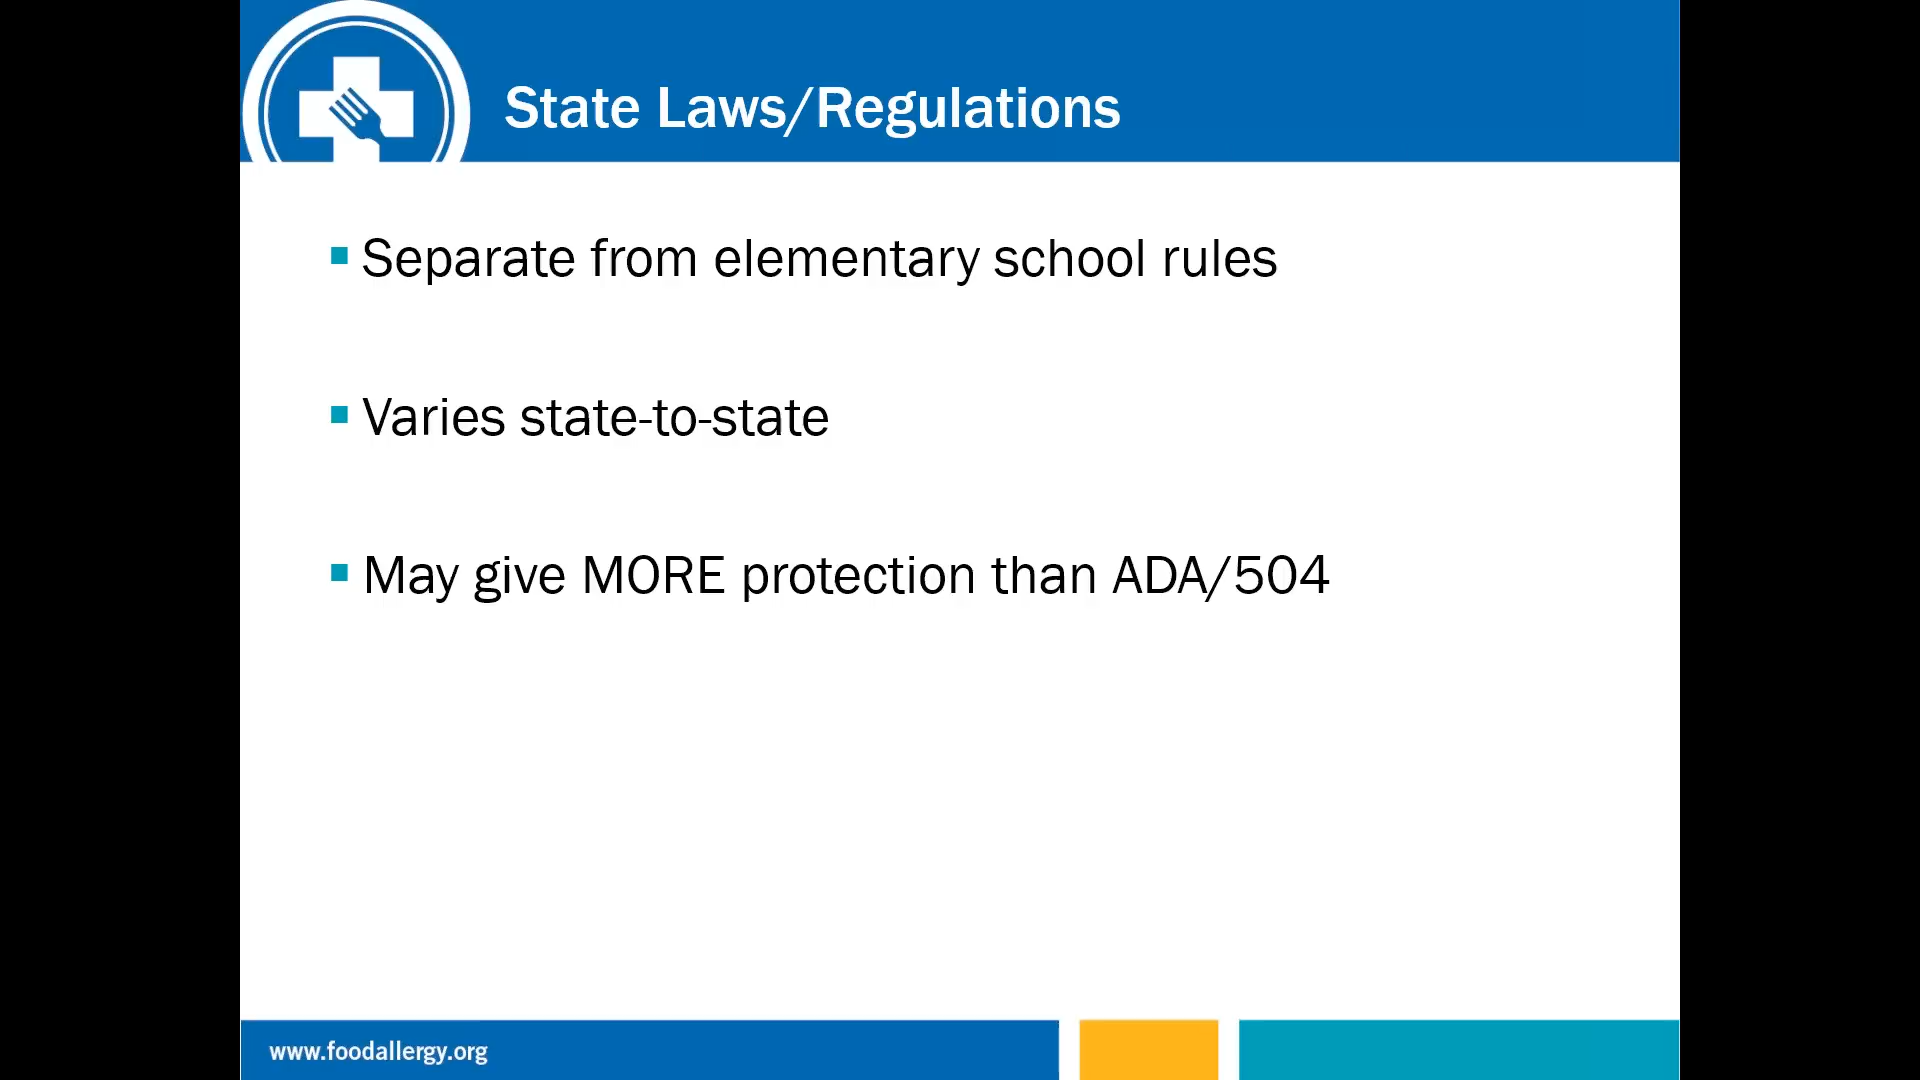 State Laws/Regulations
Separate from elementary school rules
Varies state-to-state
May give MORE protection than ADA/504
www.foodallergy.org